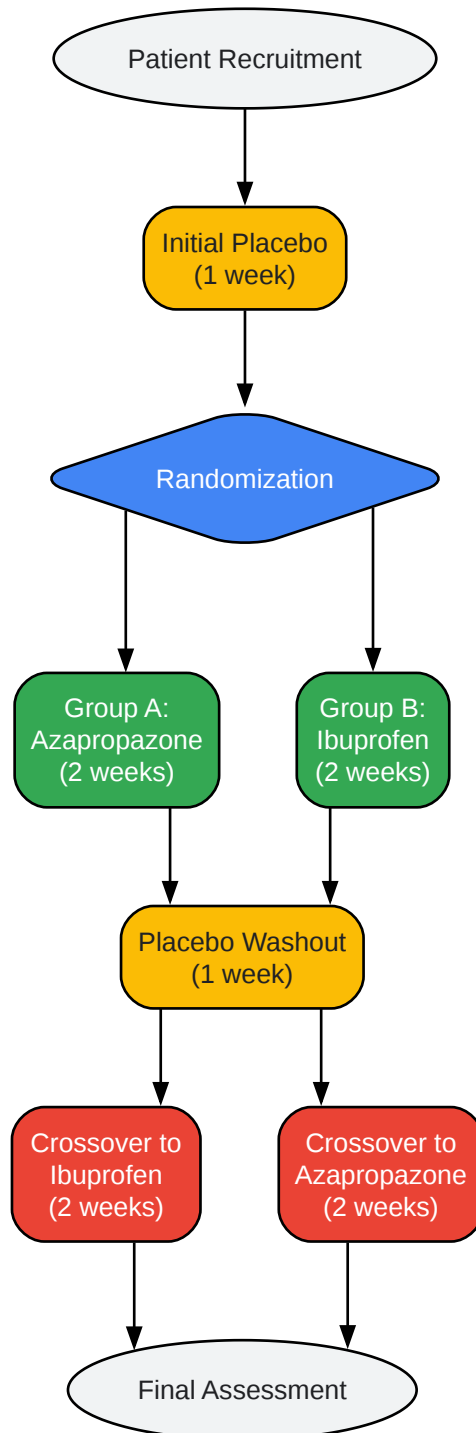 Patient Recruitment
Initial Placebo
(1 week)
Randomization
Group A:
Azapropazone
(2 weeks)
Group B:
Ibuprofen
(2 weeks)
Placebo Washout
(1 week)
Crossover to
Ibuprofen
(2 weeks)
Crossover to
Azapropazone
(2 weeks)
Final Assessment